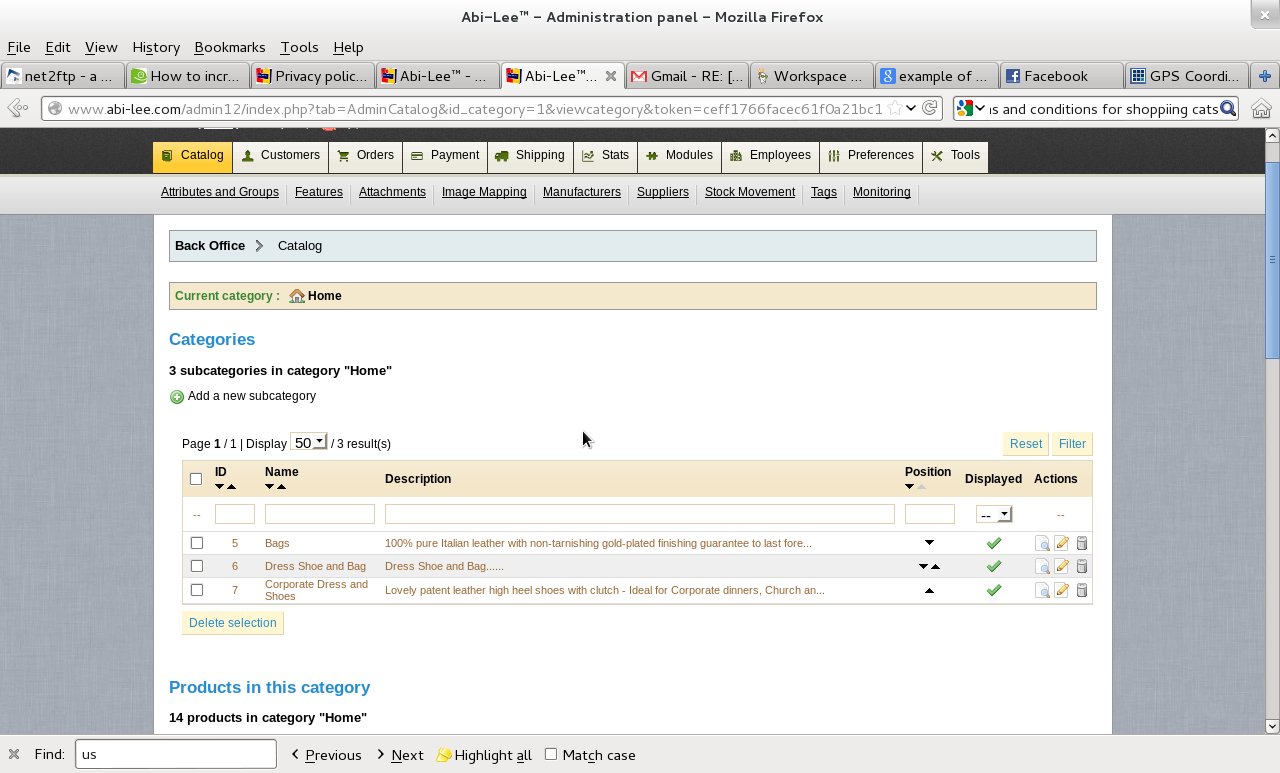 Abi-Lee™ - Administration panel - Mozilla Firefox
File Edit View History Bookmarks Tools Help
net2ftp - a ... How to incr... Privacy polic... Abi-Lee™ - ... Abi-Lee™... Gmail - RE: [... Workspace ... example of ... Facebook GPS Coordi...
www.abi-lee.com/admin12/index.php?tab=AdminCatalog&id_category=1&viewcategory&token=ceff1766facec61f0a21bc1 s and conditions for shopping cats
Catalog Customers Orders Payment Shipping Stats Modules Employees Preferences Tools
Attributes and Groups Features Attachments Image Mapping Manufacturers Suppliers Stock Movement Tags Monitoring
Back Office > Catalog
Current category : Home
Categories
3 subcategories in category "Home"
Add a new subcategory
Page 1 / 1 | Display 50 / 3 result(s) Reset Filter
ID Name Description Position Displayed Actions
-- -- --
5 Bags 100% pure Italian leather with non-tarnishing gold-plated finishing guarantee to last fore...
6 Dress Shoe and Bag Dress Shoe and Bag......
7 Corporate Dress and Shoes Lovely patent leather high heel shoes with clutch - Ideal for Corporate dinners, Church an...
Delete selection
Products in this category
14 products in category "Home"
Find: us Previous Next Highlight all Match case